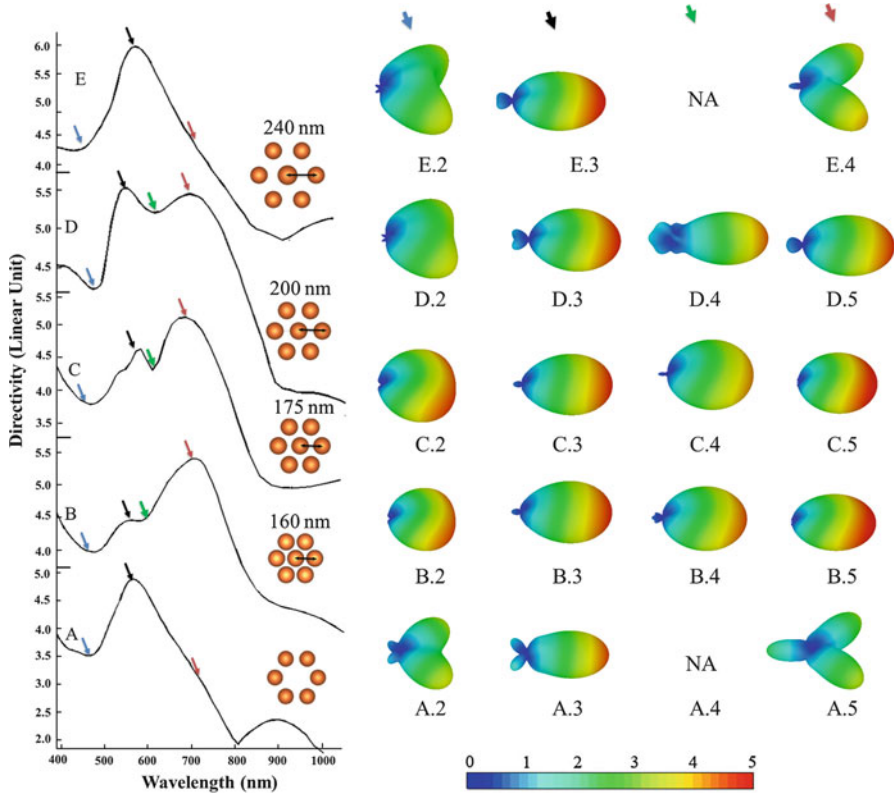 Directivity (Linear Unit)
6.0
5.5
5.0
4.5
4.0
E
240 nm
5.5
5.0
4.5
D
200 nm
5.5
5.0
4.5
4.0
3.5
C
175 nm
5.5
5.0
4.5
4.0
B
160 nm
5.0
4.5
4.0
3.5
3.0
2.5
2.0
A
400 500 600 700 800 900 1000
Wavelength (nm)
NA
E.2 E.3 E.4
D.2 D.3 D.4 D.5
C.2 C.3 C.4 C.5
B.2 B.3 B.4 B.5
NA
A.2 A.3 A.4 A.5
0 1 2 3 4 5